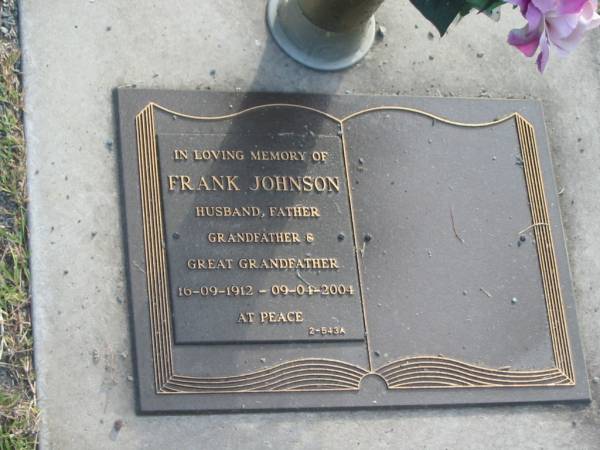 IN LOVING MEMORY OF
FRANK JOHNSON
HUSBAND, FATHER
GRANDFATHER &
GREAT GRANDFATHER
16-09-1912 - 09-04-2004
AT PEACE
2-543A